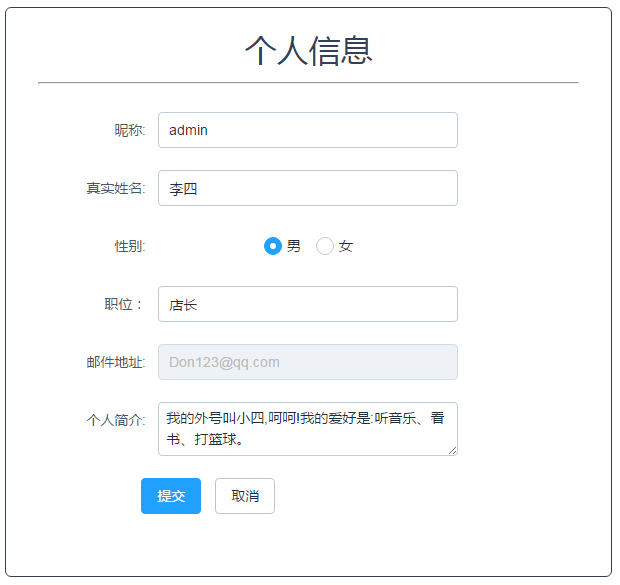 个人信息
昵称: admin
真实姓名: 李四
性别: 男 女
职位： 店长
邮件地址: Don123@qq.com
个人简介: 我的外号叫小四,呵呵!我的爱好是:听音乐、看
书、打篮球。
提交 取消